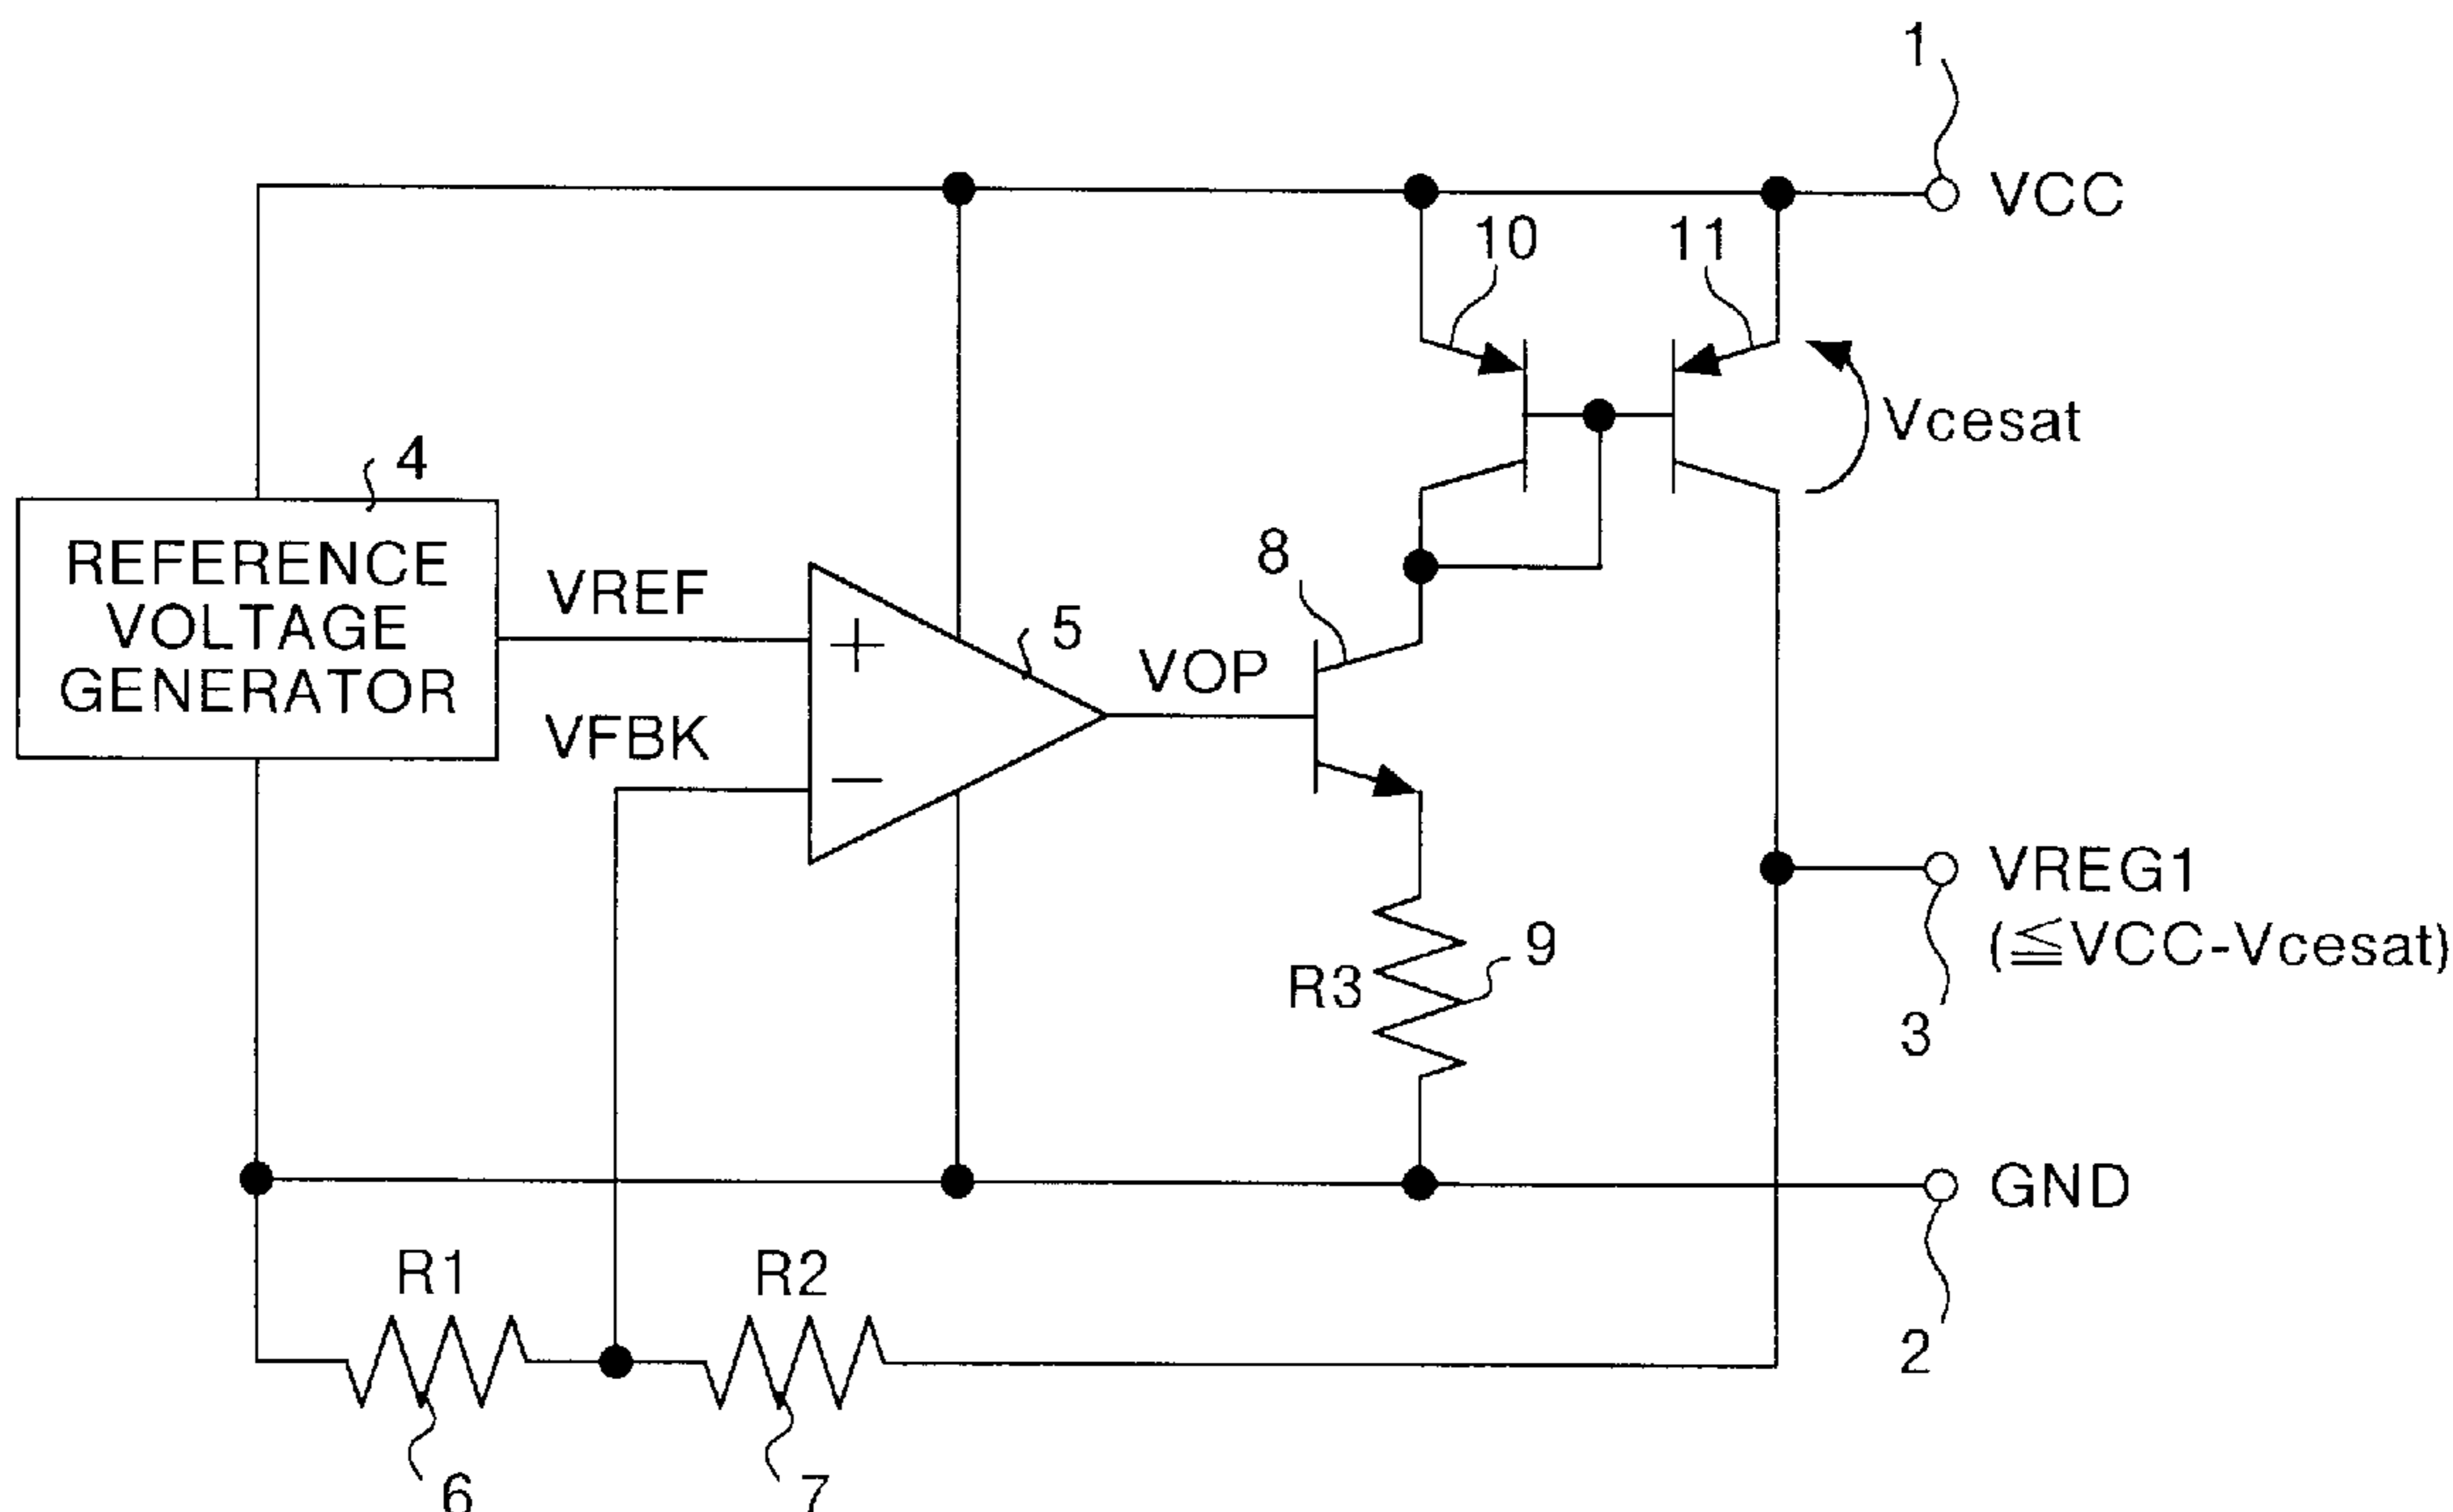 1
VCC
10
11
Vcesat
4
REFERENCE
VOLTAGE
GENERATOR
VREF
VFBK
+
−
5
VOP
8
VREG1
(≦VCC-Vcesat)
R3
9
3
GND
2
R1
R2
6
7